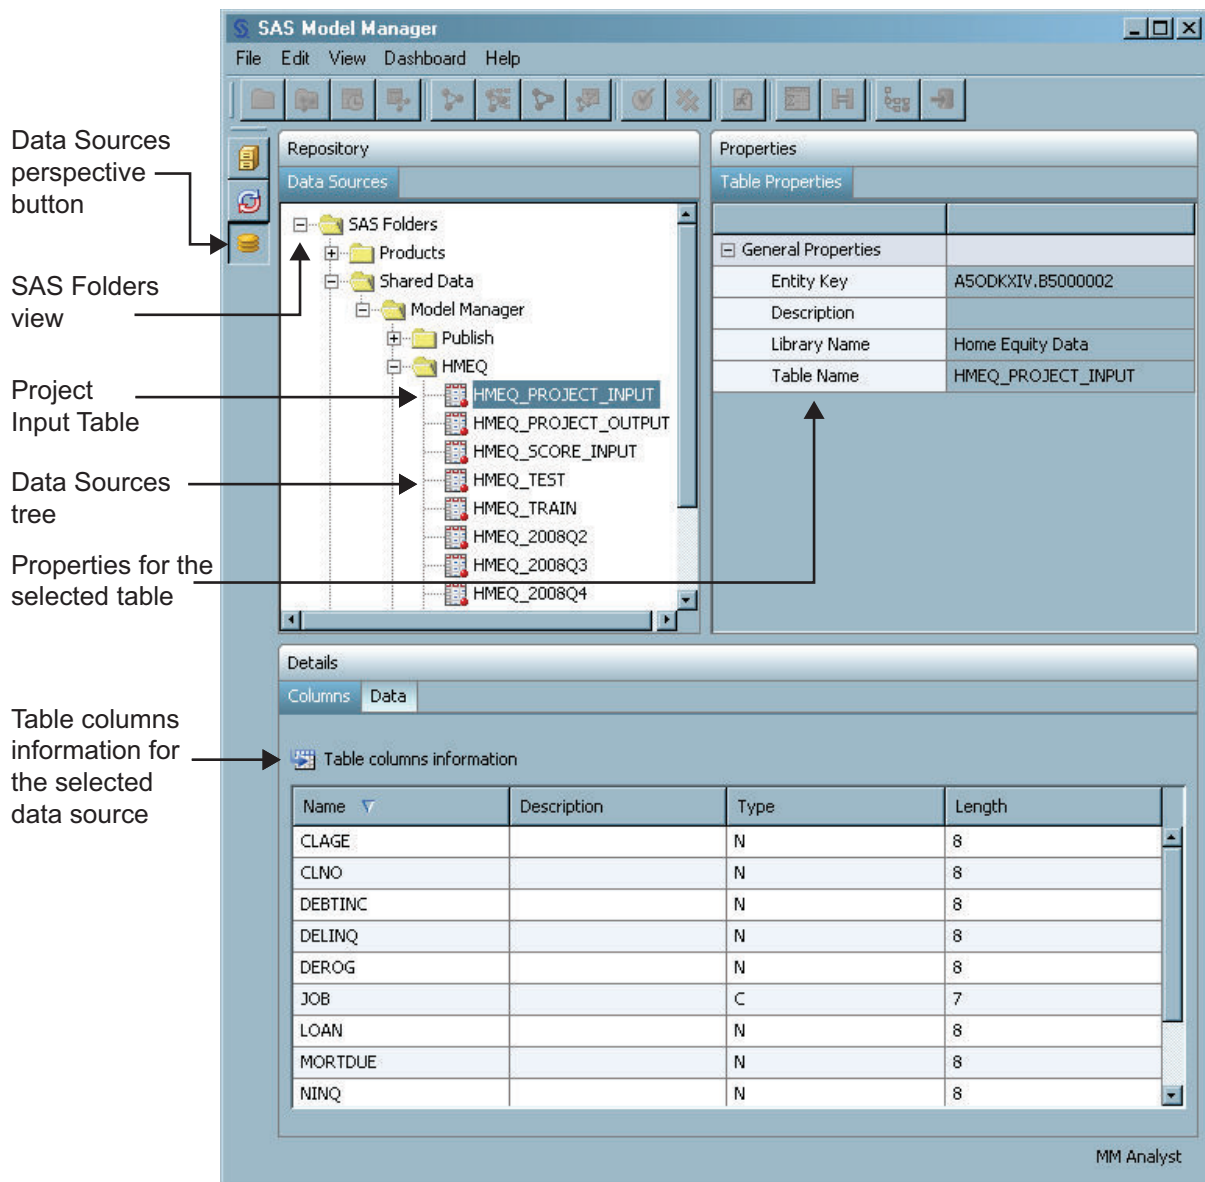 SAS Model Manager
File Edit View Dashboard Help
Data Sources
perspective
button
SAS Folders
view
Project
Input Table
Data Sources
tree
Properties for the
selected table
Table columns
information for
the selected
data source
Repository
Data Sources
SAS Folders
Products
Shared Data
Model Manager
Publish
HMEQ
HMEQ_PROJECT_INPUT
HMEQ_PROJECT_OUTPUT
HMEQ_SCORE_INPUT
HMEQ_TEST
HMEQ_TRAIN
HMEQ_2008Q2
HMEQ_2008Q3
HMEQ_2008Q4
Properties
Table Properties
General Properties
Entity Key A5ODKXIV.B5000002
Description
Library Name Home Equity Data
Table Name HMEQ_PROJECT_INPUT
Details
Columns Data
Table columns information
Name Description Type Length
CLAGE N 8
CLNO N 8
DEBTINC N 8
DELINQ N 8
DEROG N 8
JOB C 7
LOAN N 8
MORTDUE N 8
NINQ N 8
MM Analyst